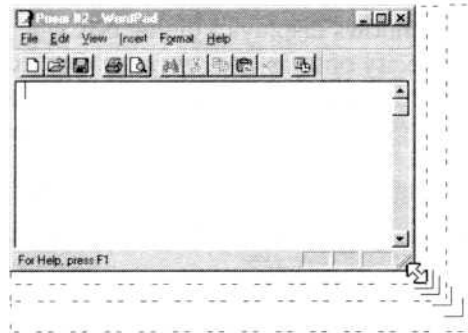 Poem #2 - WordPad
File Edit View Insert Format Help
For Help, press F1